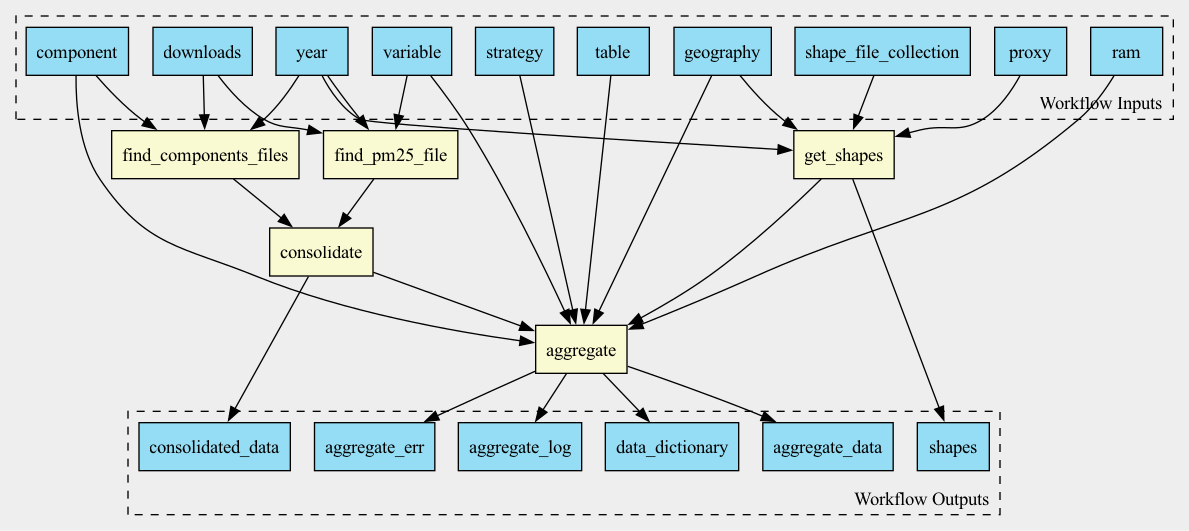 component
downloads
year
variable
strategy
table
geography
shape_file_collection
proxy
ram
Workflow Inputs
find_components_files
find_pm25_file
get_shapes
consolidate
aggregate
consolidated_data
aggregate_err
aggregate_log
data_dictionary
aggregate_data
shapes
Workflow Outputs